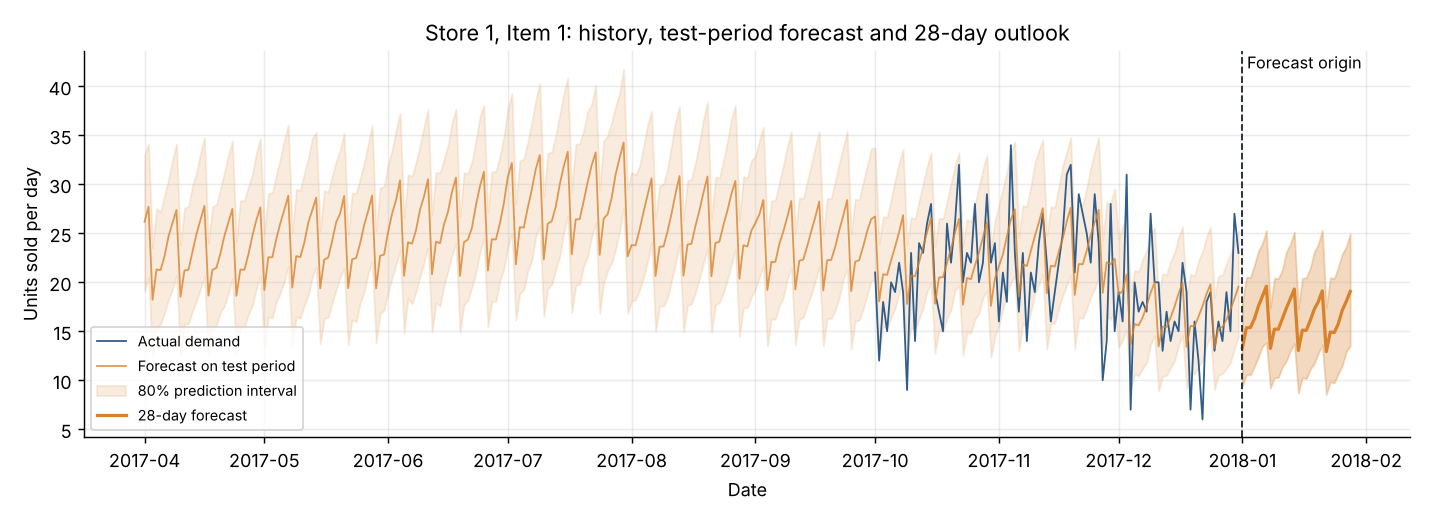 Store 1, Item 1: history, test-period forecast and 28-day outlook
Forecast origin
Units sold per day
40
35
30
25
20
15
10
5
Actual demand
Forecast on test period
80% prediction interval
28-day forecast
2017-04 2017-05 2017-06 2017-07 2017-08 2017-09 2017-10 2017-11 2017-12 2018-01 2018-02
Date